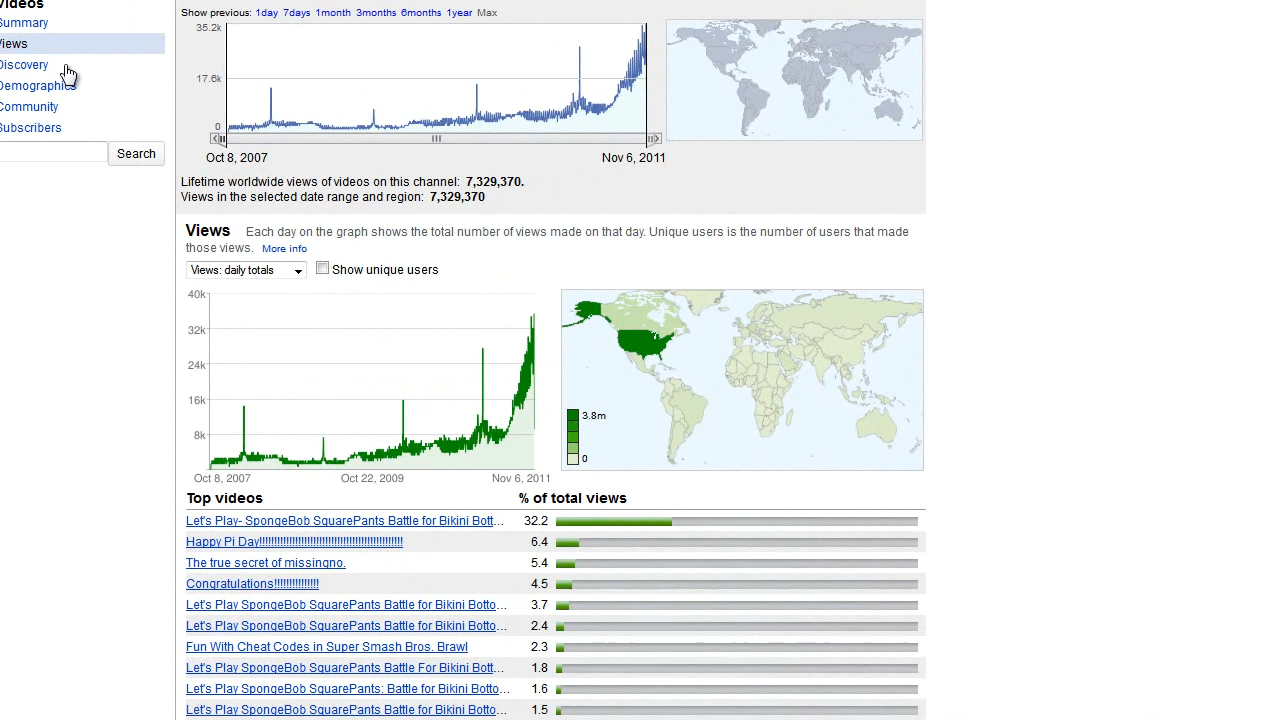 Videos
Summary
Views
Discovery
Demographics
Community
Subscribers
Search
Show previous: 1day 7days 1month 3months 6months 1year Max
35.2k
17.6k
0
Oct 8, 2007 Nov 6, 2011
Lifetime worldwide views of videos on this channel: 7,329,370.
Views in the selected date range and region: 7,329,370
Views Each day on the graph shows the total number of views made on that day. Unique users is the number of users that made
those views. More info
Views: daily totals Show unique users
40k
32k
24k
16k
8k
Oct 8, 2007 Oct 22, 2009 Nov 6, 2011
3.8m
0
Top videos % of total views
Let's Play- SpongeBob SquarePants Battle for Bikini Bott... 32.2
Happy Pi Day!!!!!!!!!!!!!!!!!!!!!!!!!!!!!!!!!!!!!!!!!!!!!!!! 6.4
The true secret of missingno. 5.4
Congratulations!!!!!!!!!!!!!!! 4.5
Let's Play SpongeBob SquarePants Battle for Bikini Botto... 3.7
Let's Play SpongeBob SquarePants Battle for Bikini Botto... 2.4
Fun With Cheat Codes in Super Smash Bros. Brawl 2.3
Let's Play SpongeBob SquarePants Battle For Bikini Bott... 1.8
Let's Play SpongeBob SquarePants: Battle for Bikini Botto... 1.6
Let's Play SpongeBob SquarePants Battle for Bikini Botto... 1.5